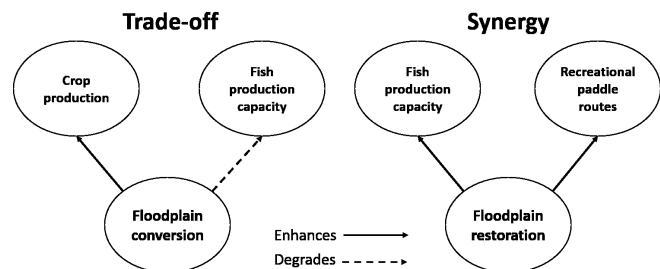 Trade-off
Crop
production
Fish
production
capacity
Floodplain
conversion
Synergy
Fish
production
capacity
Recreational
paddle
routes
Floodplain
restoration
Enhances
Degrades